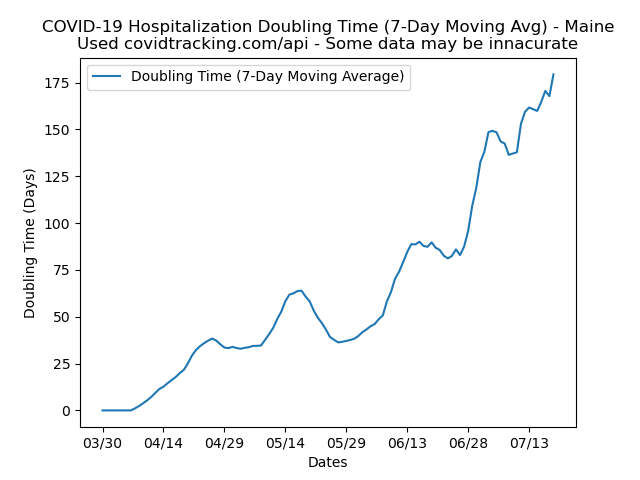 COVID-19 Hospitalization Doubling Time (7-Day Moving Avg) - Maine
Used covidtracking.com/api - Some data may be innacurate
Doubling Time (7-Day Moving Average)
Doubling Time (Days)
175
150
125
100
75
50
25
0
03/30 04/14 04/29 05/14 05/29 06/13 06/28 07/13
Dates